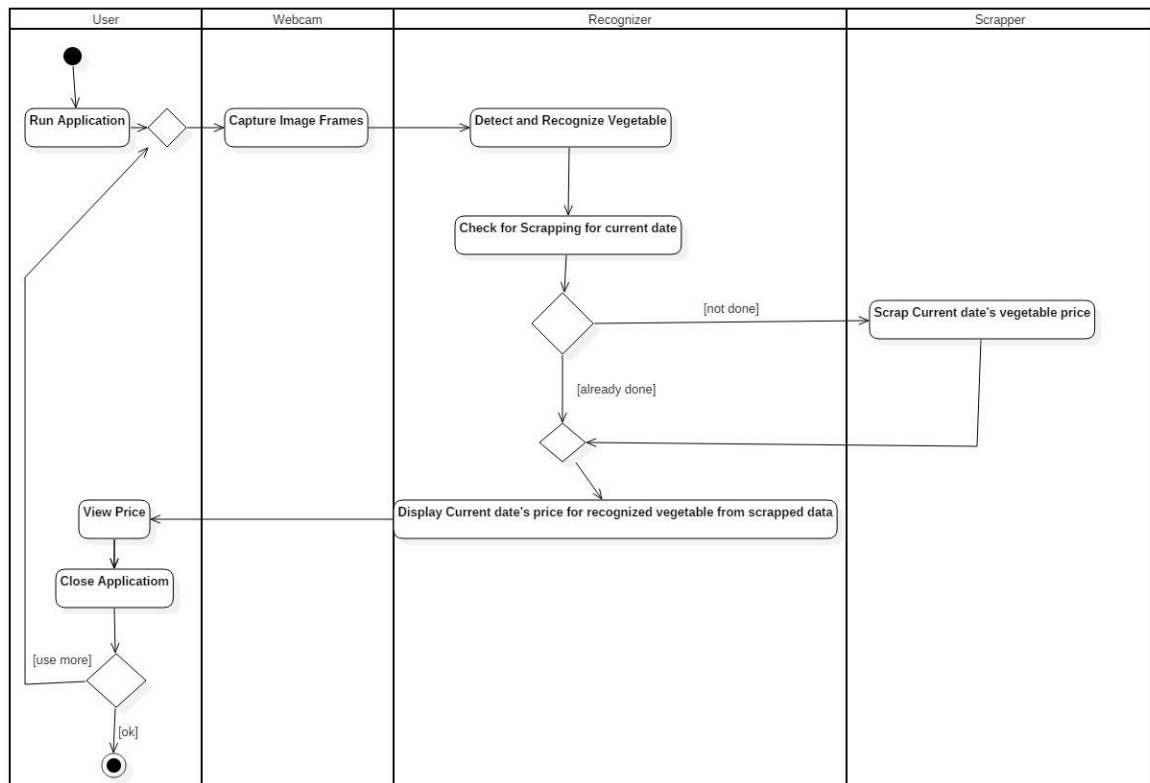 User
Webcam
Recognizer
Scrapper
Run Application
Capture Image Frames
Detect and Recognize Vegetable
Check for Scrapping for current date
[not done]
Scrap Current date's vegetable price
[already done]
View Price
Display Current date's price for recognized vegetable from scrapped data
Close Applicatiom
[use more]
[ok]